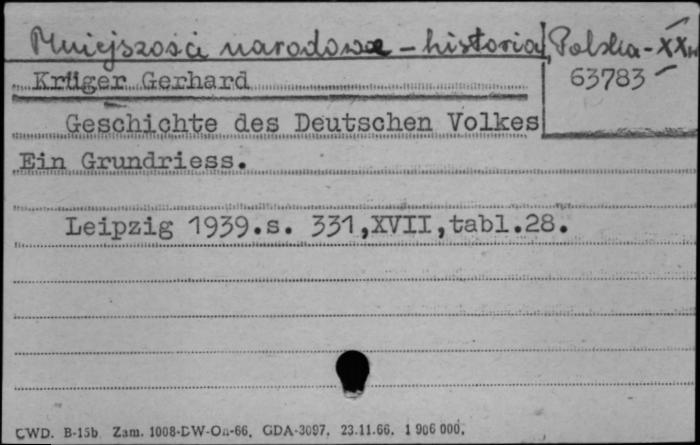 Mniejszości narodowe - historia, Polska - XX w
Krüger Gerhard 63783
Geschichte des Deutschen Volkes
Ein Grundriess.
Leipzig 1939.s. 331,XVII,tabl.28.
CWD. B-15b. Zam. 1008-DW-On-66. GDA-3097. 23.11.66. 1 906 000.